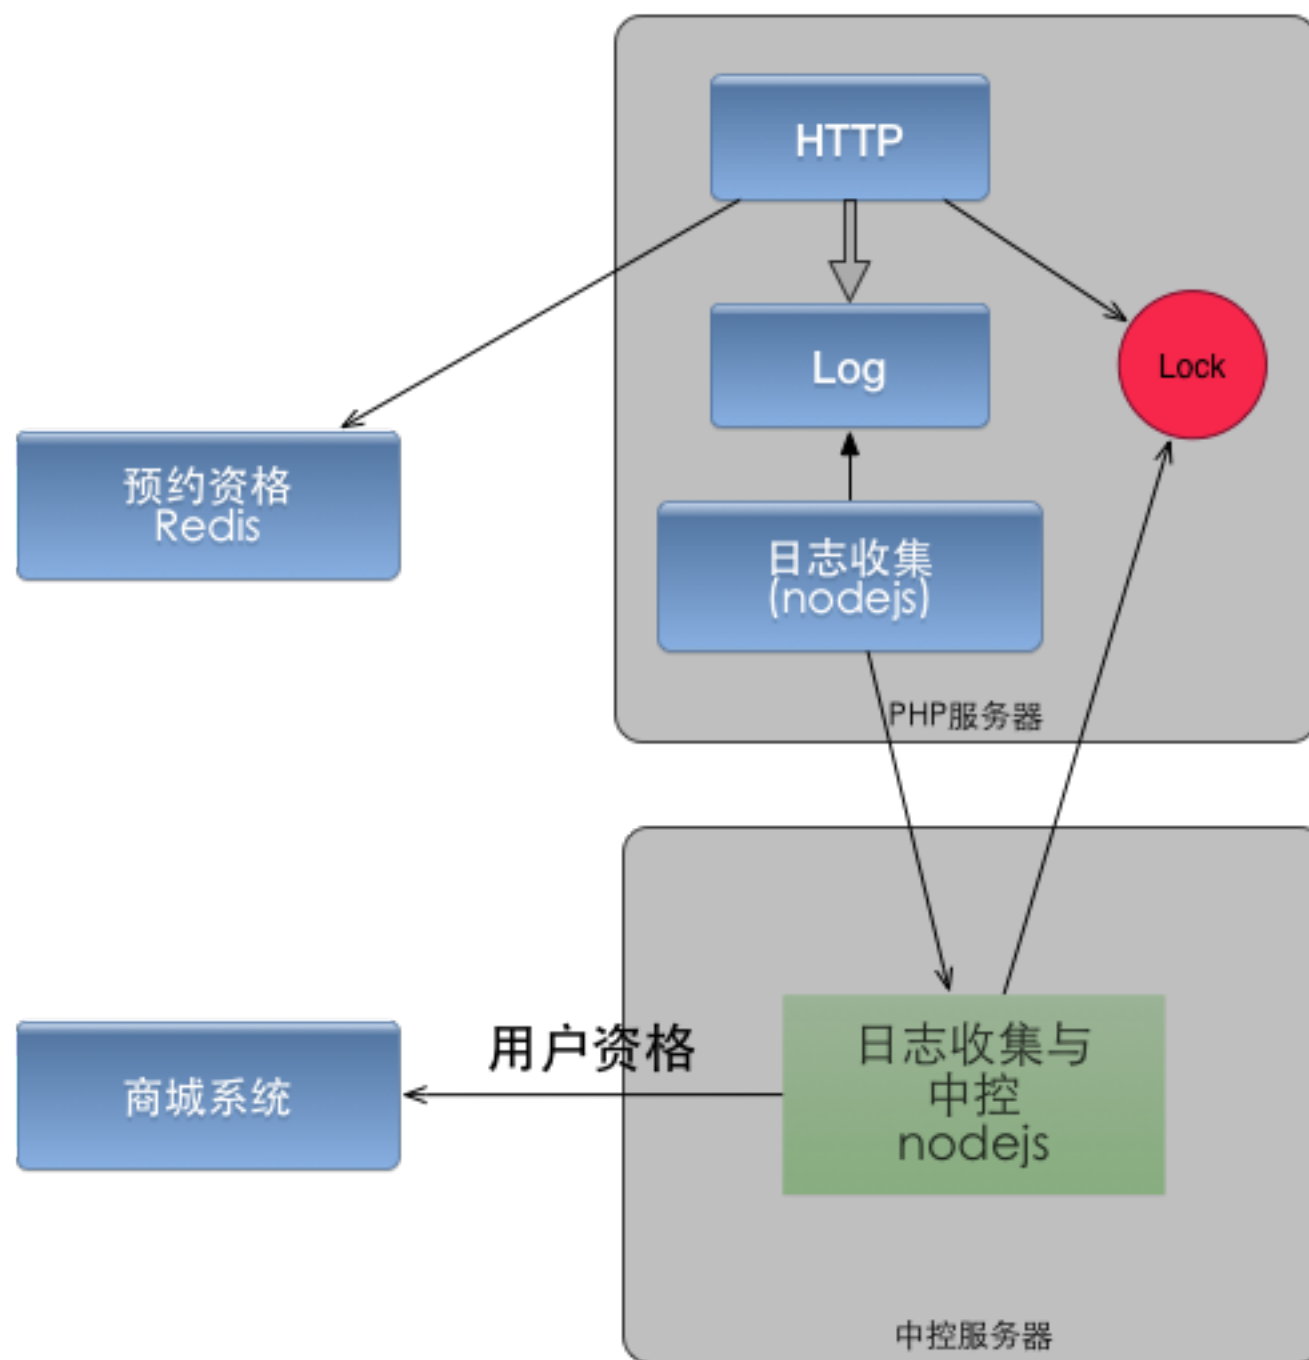 HTTP
Log
Lock
预约资格
Redis
日志收集
(nodejs)
PHP服务器
用户资格
商城系统
日志收集与
中控
nodejs
中控服务器